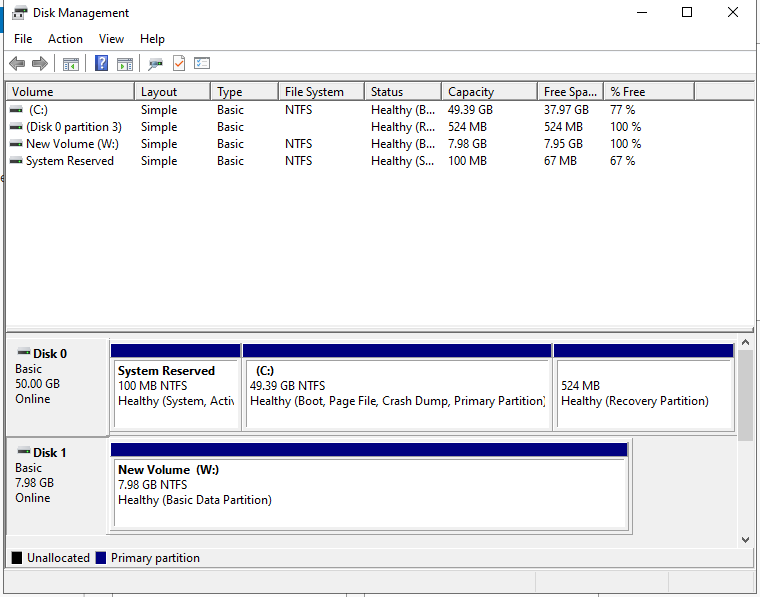 Disk Management
File Action View Help
Volume Layout Type File System Status Capacity Free Spa... % Free
(C:) Simple Basic NTFS Healthy (B... 49.39 GB 37.97 GB 77 %
(Disk 0 partition 3) Simple Basic Healthy (R... 524 MB 524 MB 100 %
New Volume (W:) Simple Basic NTFS Healthy (B... 7.98 GB 7.95 GB 100 %
System Reserved Simple Basic NTFS Healthy (S... 100 MB 67 MB 67 %
Disk 0
Basic
50.00 GB
Online
System Reserved
100 MB NTFS
Healthy (System, Activ
(C:)
49.39 GB NTFS
Healthy (Boot, Page File, Crash Dump, Primary Partition)
524 MB
Healthy (Recovery Partition)
Disk 1
Basic
7.98 GB
Online
New Volume (W:)
7.98 GB NTFS
Healthy (Basic Data Partition)
Unallocated Primary partition